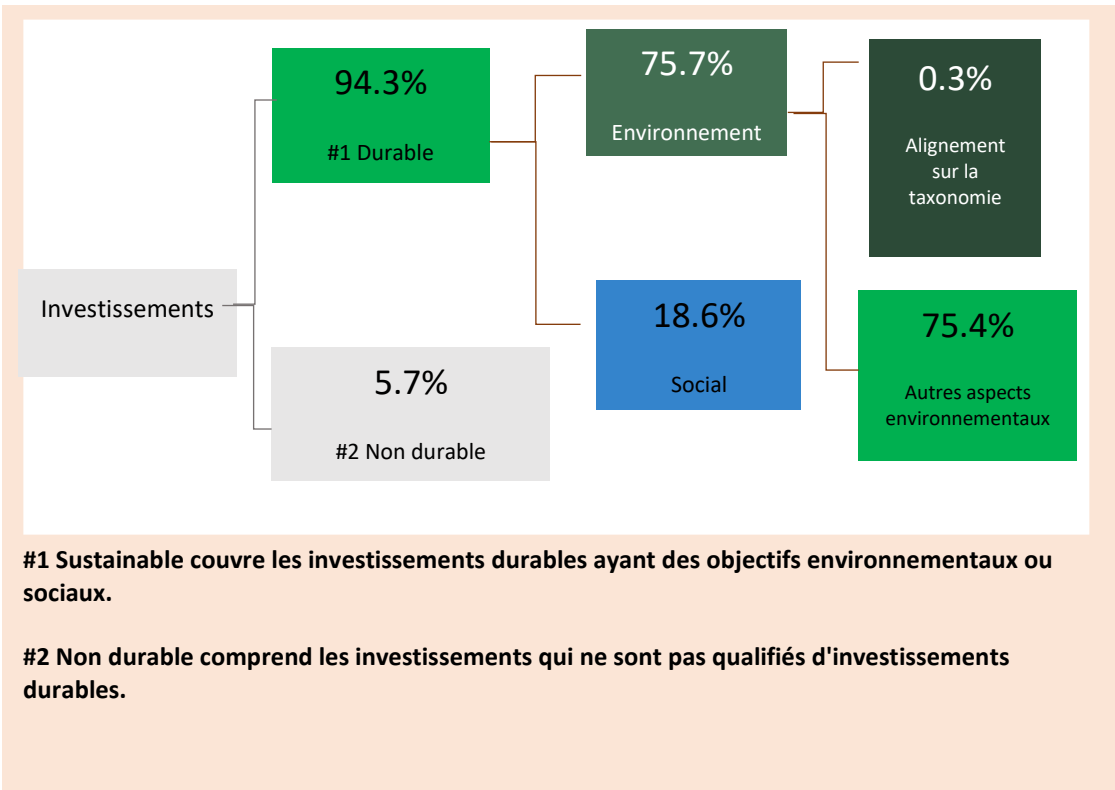 94.3%
#1 Durable
75.7%
Environnement
0.3%
Alignement
sur la
taxonomie
Investissements
5.7%
#2 Non durable
18.6%
Social
75.4%
Autres aspects
environnementaux
#1 Sustainable couvre les investissements durables ayant des objectifs environnementaux ou
sociaux.
#2 Non durable comprend les investissements qui ne sont pas qualifiés d'investissements
durables.